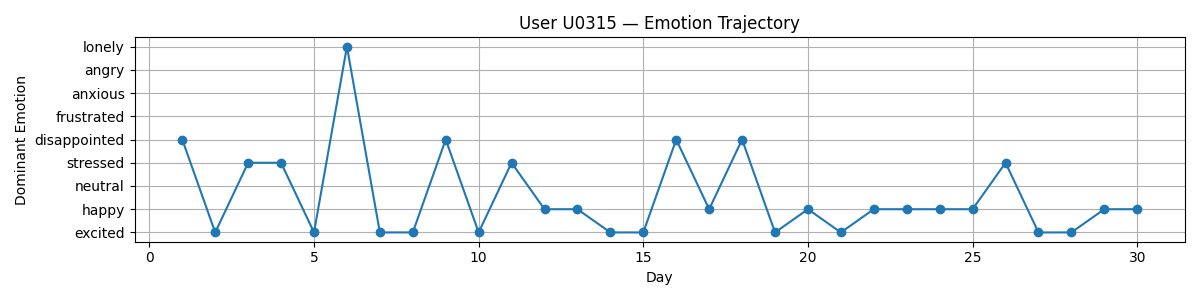 User U0315 — Emotion Trajectory
Dominant Emotion
lonely
angry
anxious
frustrated
disappointed
stressed
neutral
happy
excited
0 5 10 15 20 25 30
Day